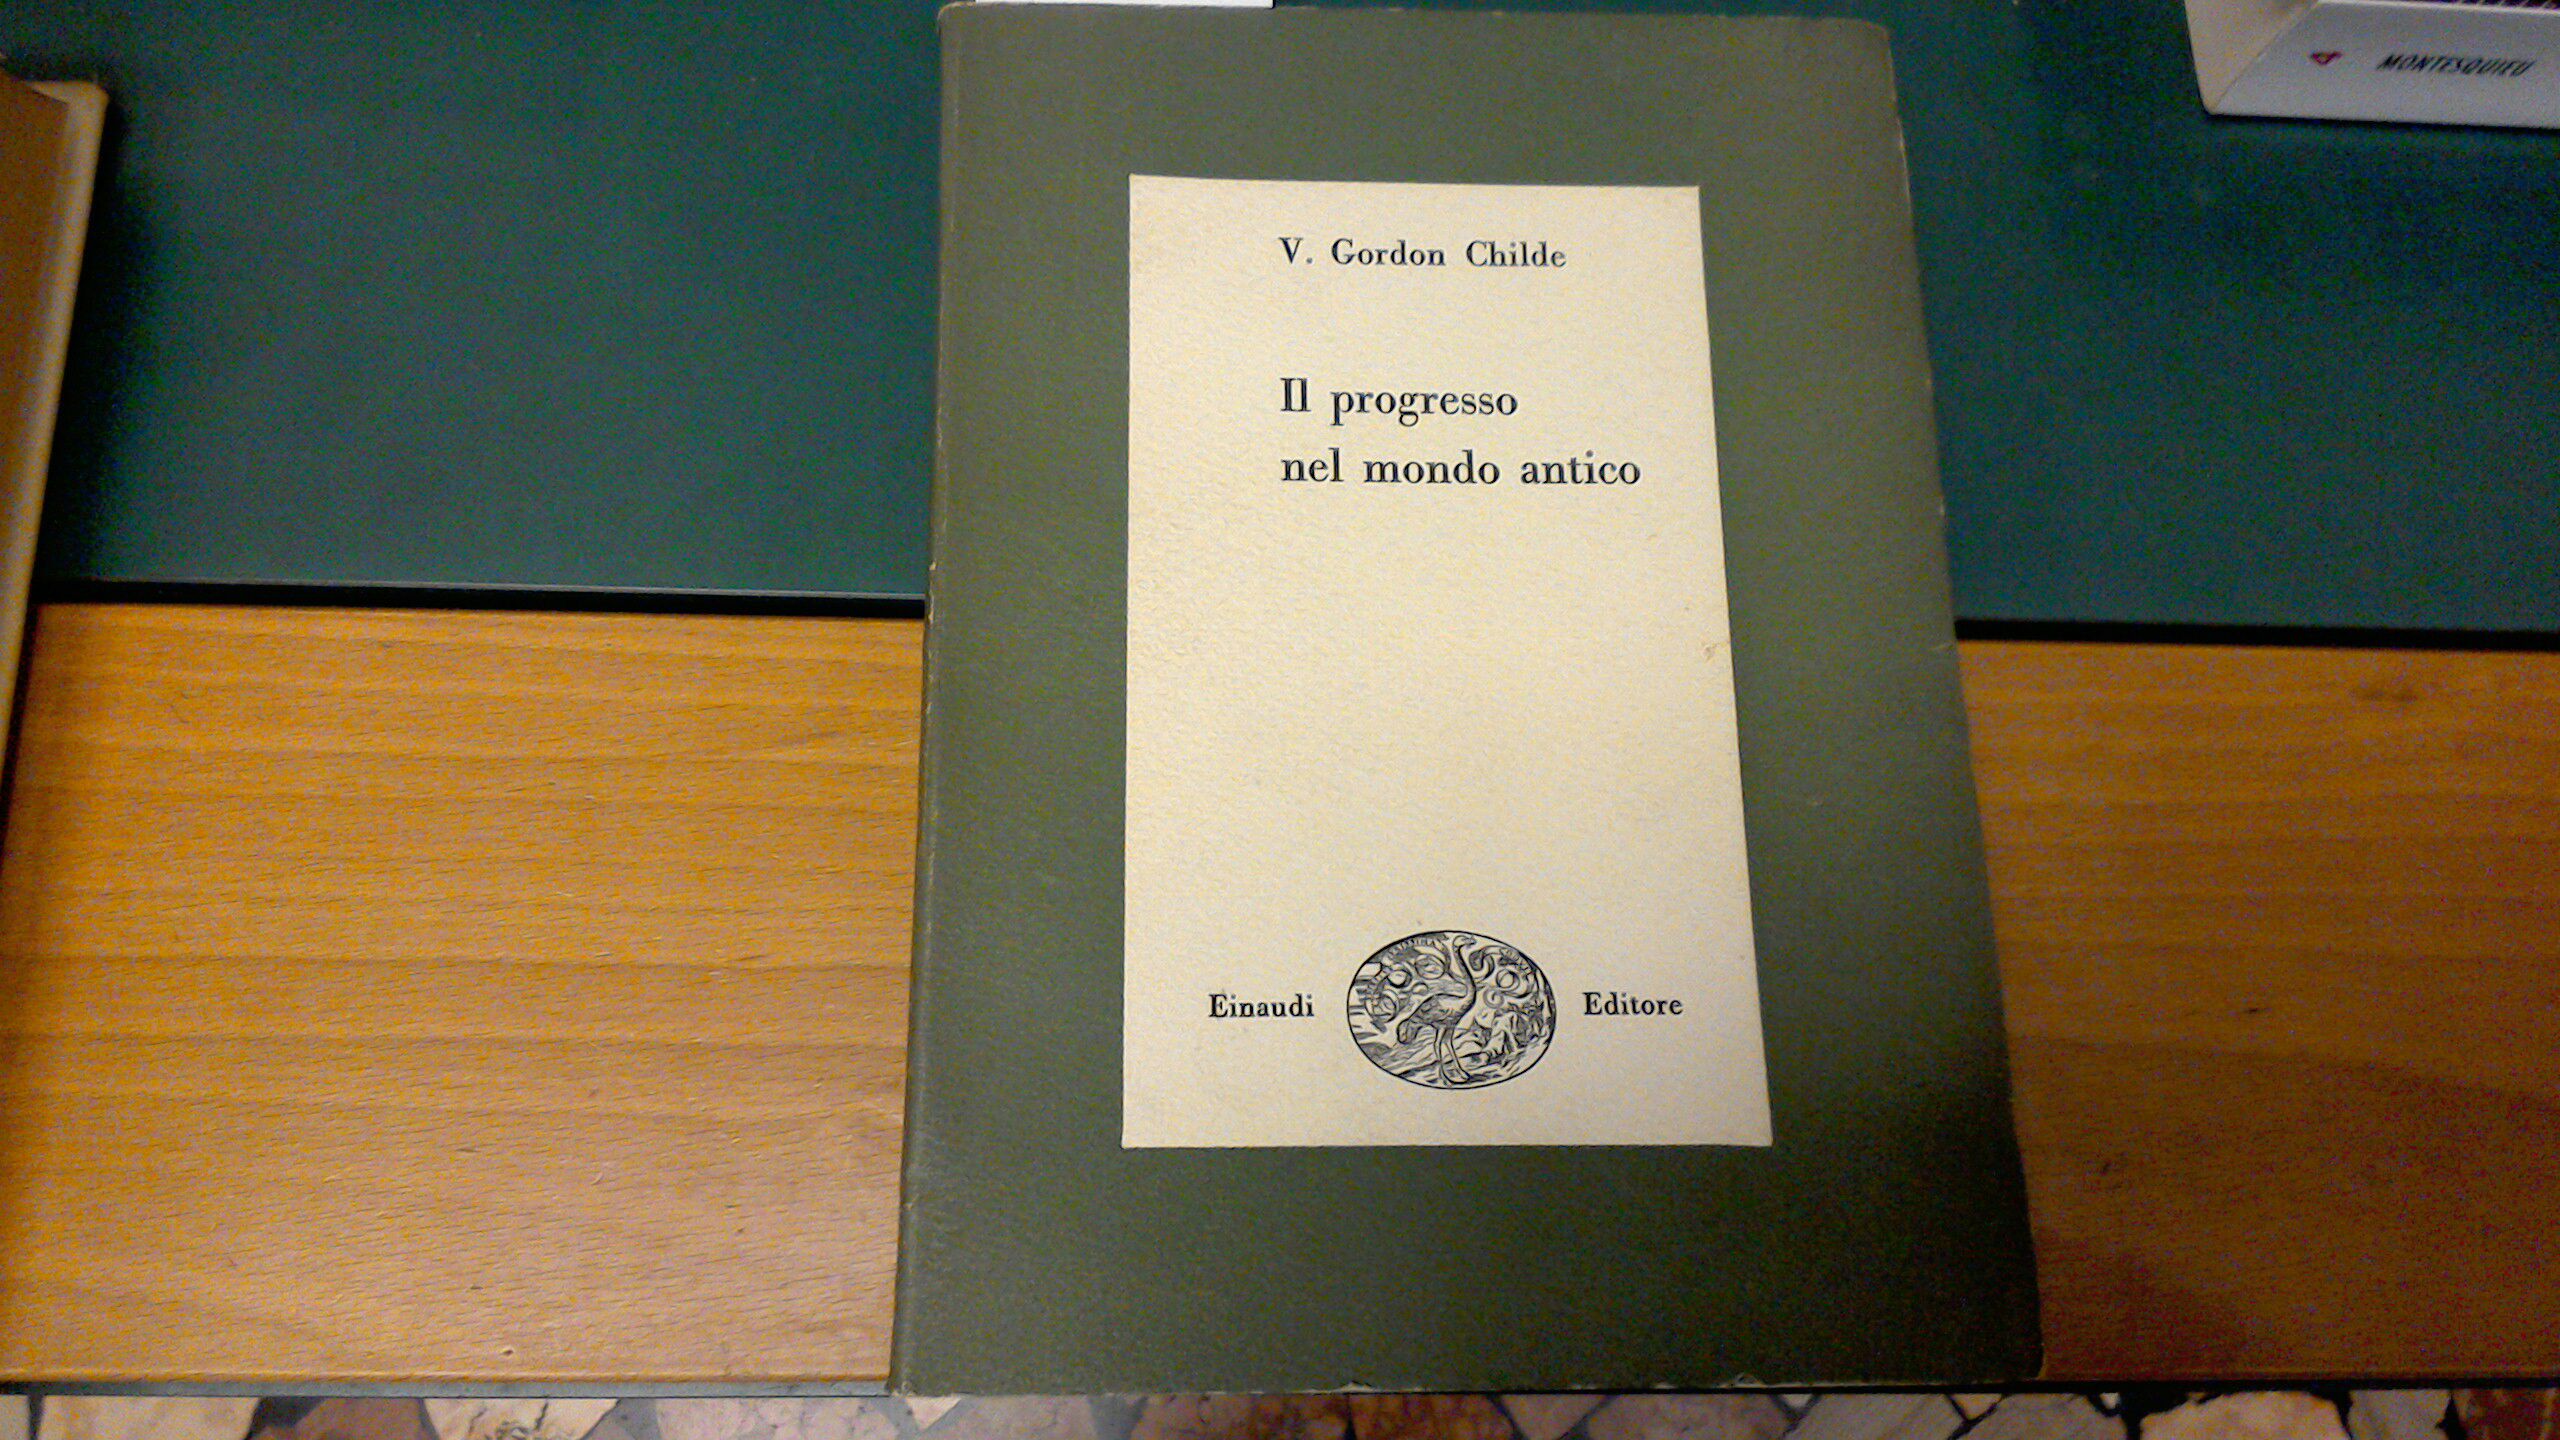 MONTESQUIEU
V. Gordon Childe
Il progresso
nel mondo antico
Einaudi Editore